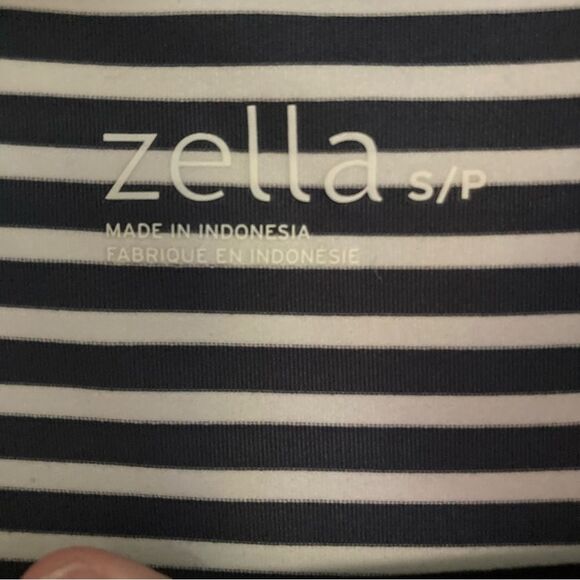 zella S/P
MADE IN INDONESIA
FABRIQUÉ EN INDONÉSIE